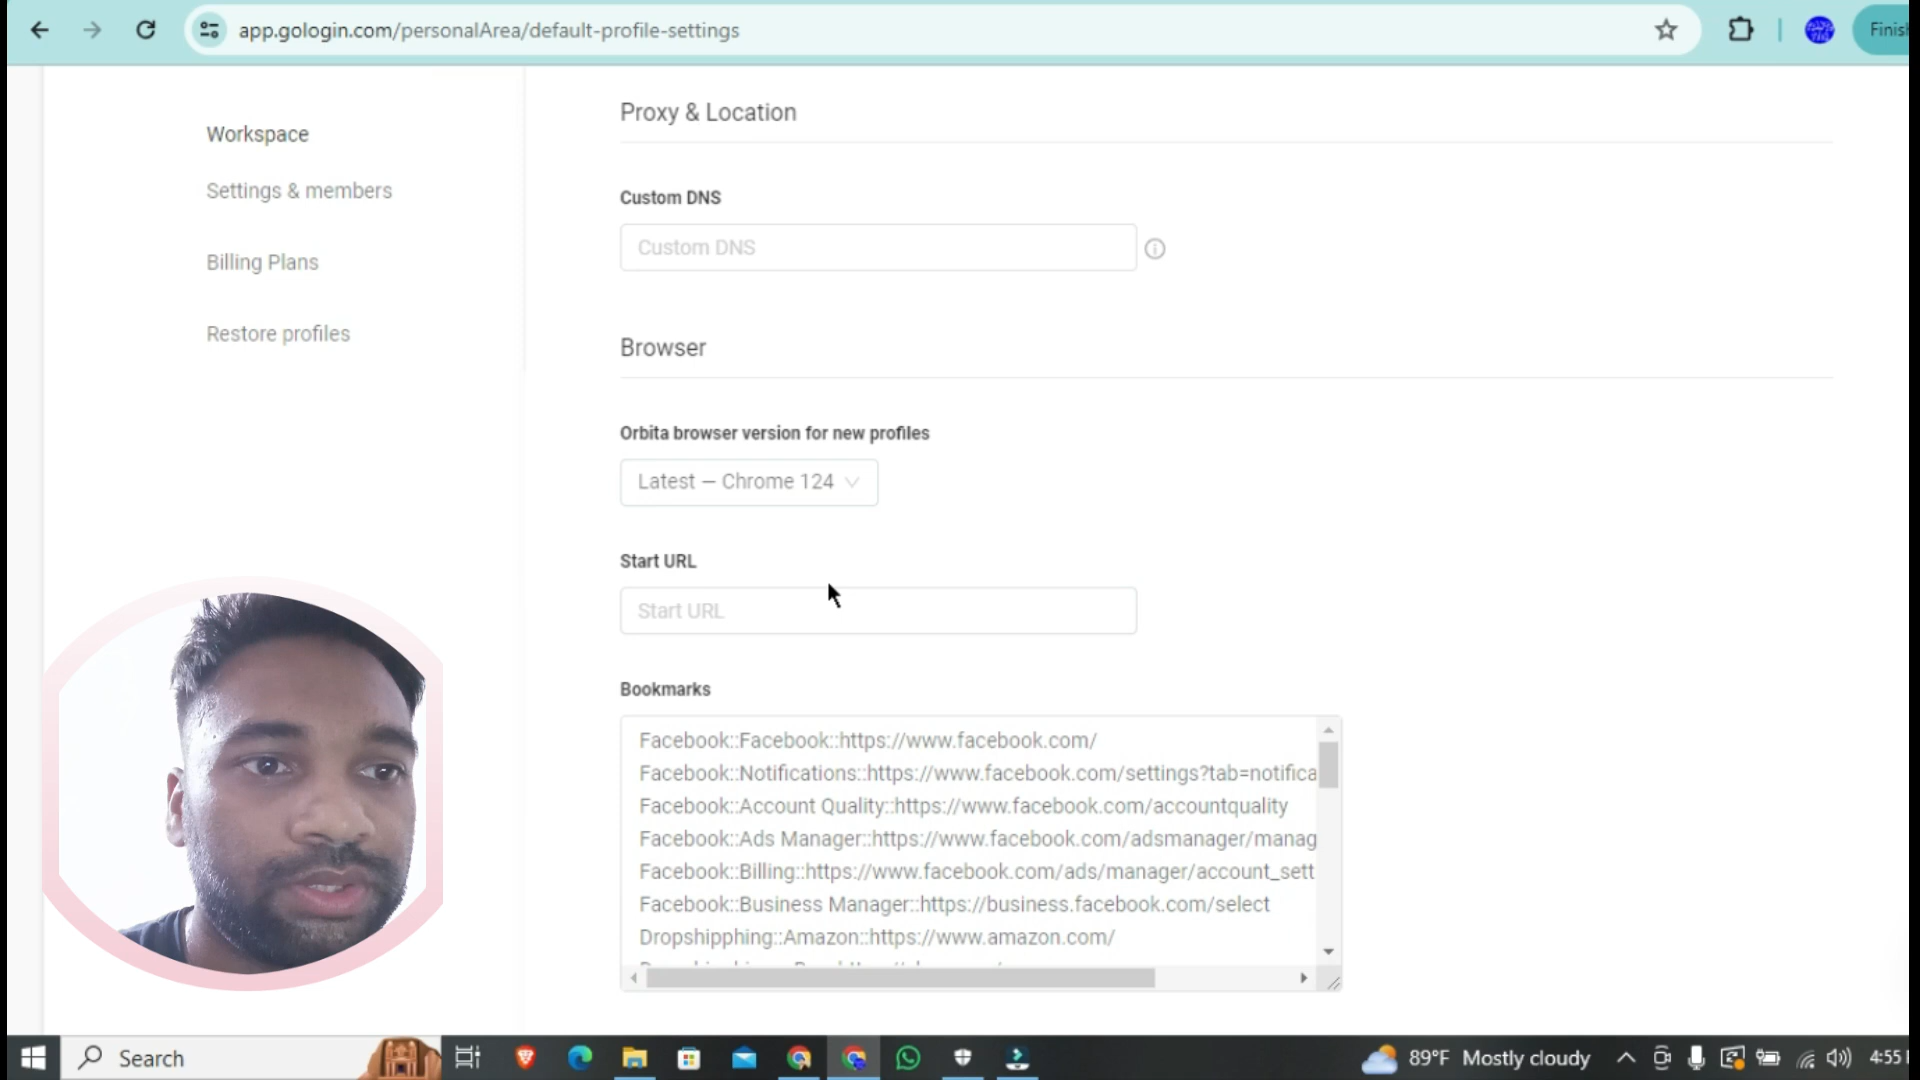 app.gologin.com/personalArea/default-profile-settings
Workspace
Settings & members
Billing Plans
Restore profiles
Proxy & Location
Custom DNS
Custom DNS
Browser
Orbita browser version for new profiles
Latest – Chrome 124
Start URL
Start URL
Bookmarks
Facebook::Facebook::https://www.facebook.com/
Facebook::Notifications::https://www.facebook.com/settings?tab=notifica
Facebook::Account Quality::https://www.facebook.com/accountquality
Facebook::Ads Manager::https://www.facebook.com/adsmanager/manag
Facebook::Billing::https://www.facebook.com/ads/manager/account_sett
Facebook::Business Manager::https://business.facebook.com/select
Dropshipphing::Amazon::https://www.amazon.com/
Search
89°F Mostly cloudy
4:55